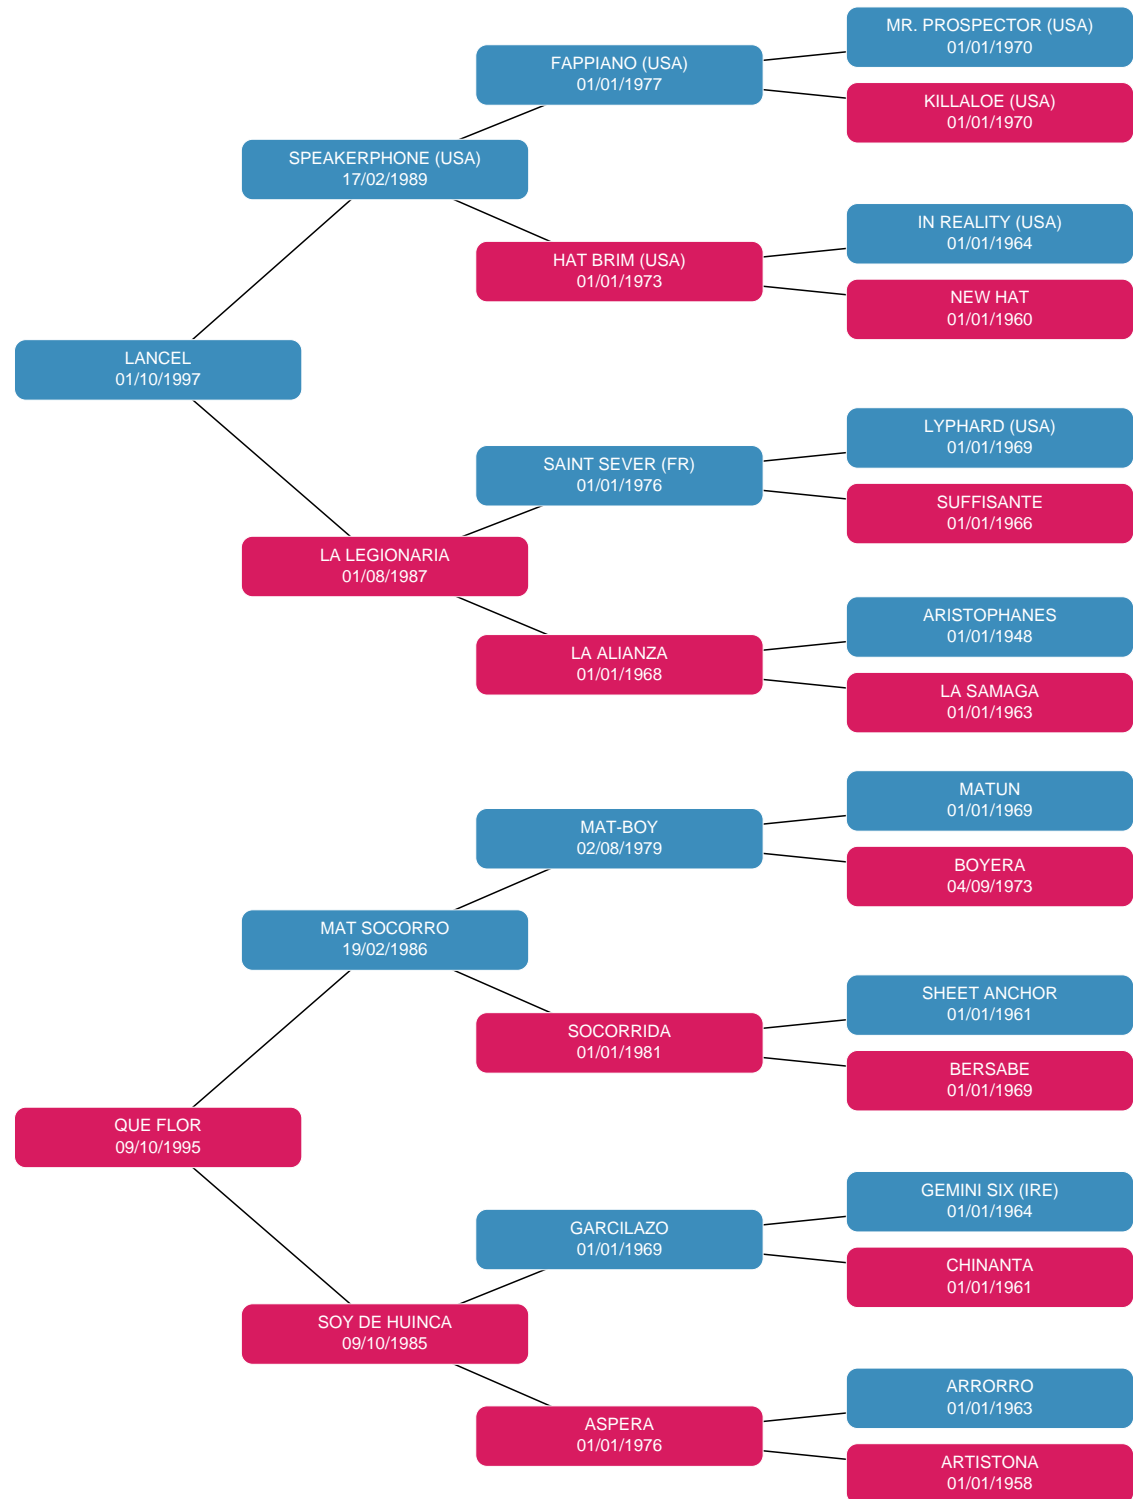 MR. PROSPECTOR (USA)
01/01/1970
FAPPIANO (USA)
01/01/1977
KILLALOE (USA)
01/01/1970
SPEAKERPHONE (USA)
17/02/1989
IN REALITY (USA)
01/01/1964
HAT BRIM (USA)
01/01/1973
NEW HAT
01/01/1960
LANCEL
01/10/1997
LYPHARD (USA)
01/01/1969
SAINT SEVER (FR)
01/01/1976
SUFFISANTE
01/01/1966
LA LEGIONARIA
01/08/1987
ARISTOPHANES
01/01/1948
LA ALIANZA
01/01/1968
LA SAMAGA
01/01/1963
MATUN
01/01/1969
MAT-BOY
02/08/1979
BOYERA
04/09/1973
MAT SOCORRO
19/02/1986
SHEET ANCHOR
01/01/1961
SOCORRIDA
01/01/1981
BERSABE
01/01/1969
QUE FLOR
09/10/1995
GEMINI SIX (IRE)
01/01/1964
GARCILAZO
01/01/1969
CHINANTA
01/01/1961
SOY DE HUINCA
09/10/1985
ARRORRO
01/01/1963
ASPERA
01/01/1976
ARTISTONA
01/01/1958